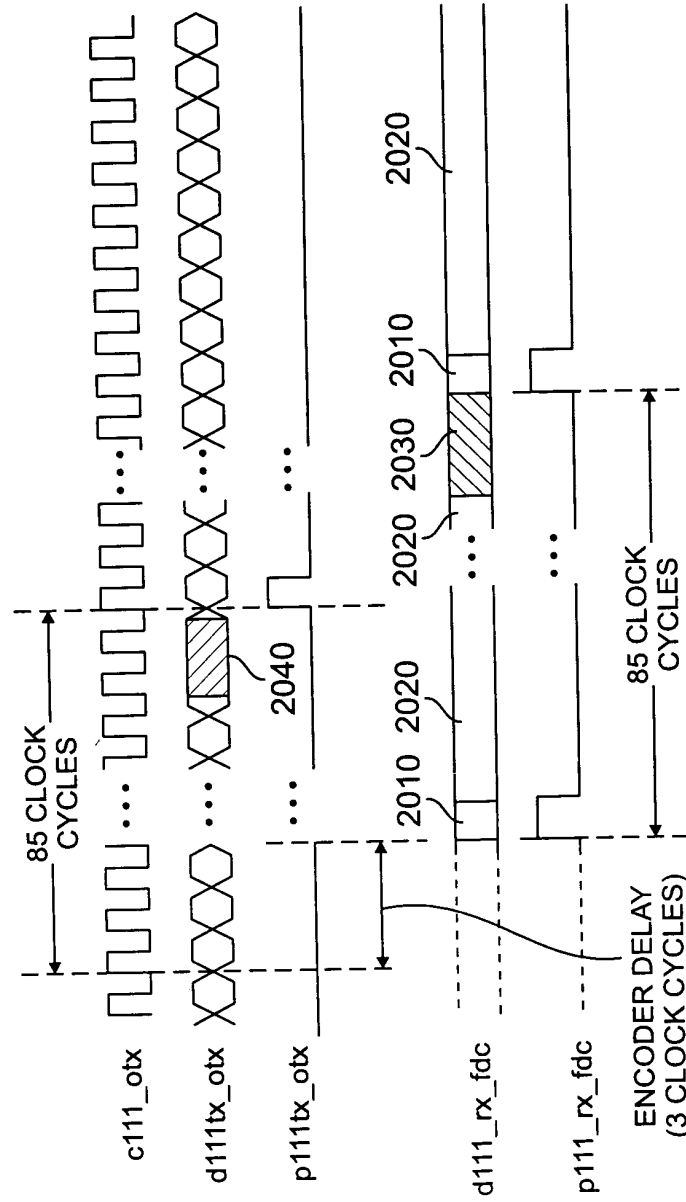 85 CLOCK
CYCLES
c111_otx
d111tx_otx
2040
p111tx_otx
2010
2020
2020
2030
2010
2020
d111_rx_fdc
p111_rx_fdc
ENCODER DELAY
(3 CLOCK CYCLES)
85 CLOCK
CYCLES